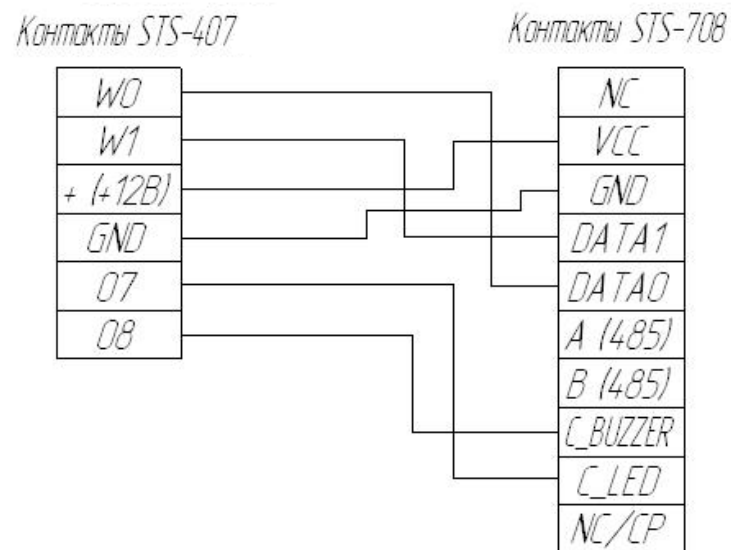 Контакты STS-407
Контакты STS-708
W0
W1
+ (+12В)
GND
07
08
NC
VCC
GND
DATA1
DATA0
A (485)
B (485)
C_BUZZER
C_LED
NC/CP